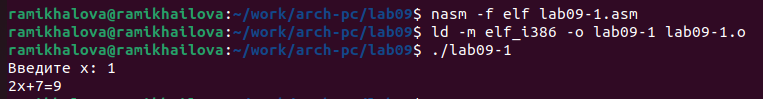 ramikhalova@ramikhailova:~/work/arch-pc/lab09$ nasm -f elf lab09-1.asm
ramikhalova@ramikhailova:~/work/arch-pc/lab09$ ld -m elf_i386 -o lab09-1 lab09-1.o
ramikhalova@ramikhailova:~/work/arch-pc/lab09$ ./lab09-1
Введите x: 1
2x+7=9